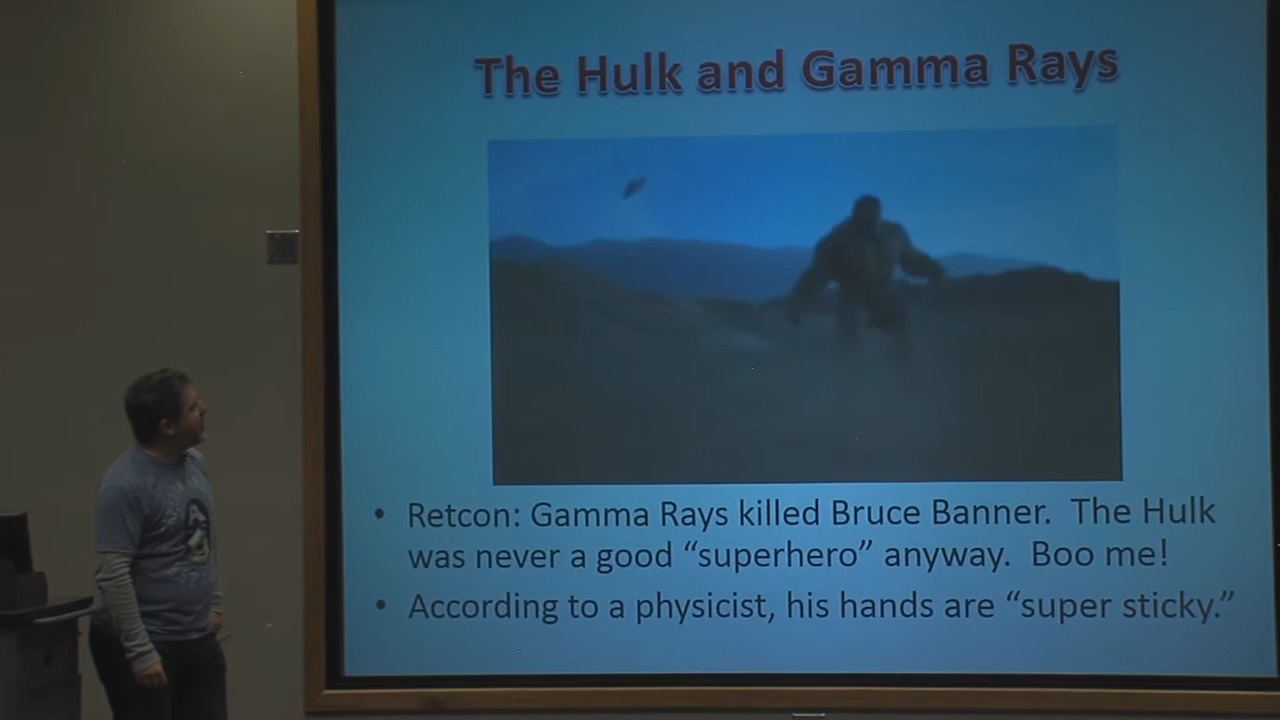 The Hulk and Gamma Rays
• Retcon: Gamma Rays killed Bruce Banner.  The Hulk
was never a good “superhero” anyway.  Boo me!
• According to a physicist, his hands are “super sticky.”